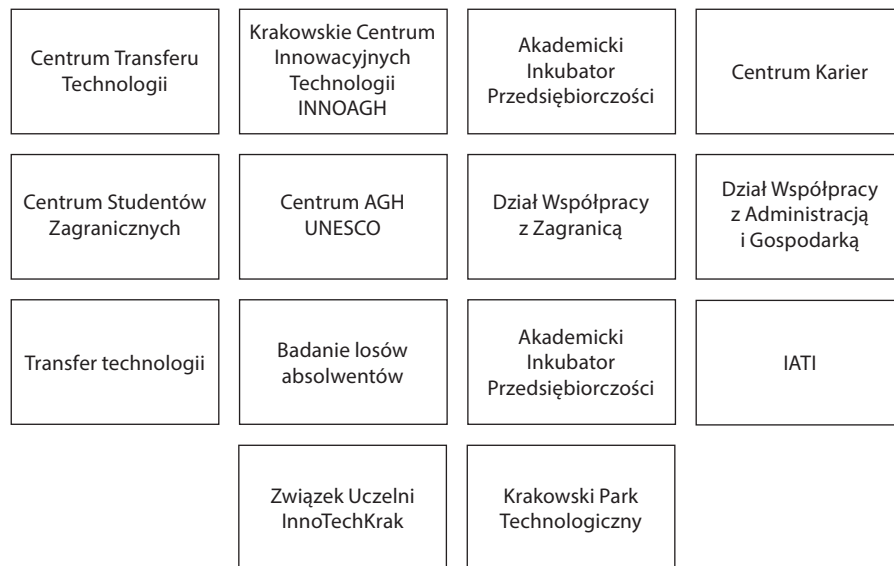 Centrum Transferu
Technologii
Krakowskie Centrum
Innowacyjnych
Technologii
INNOAGH
Akademicki
Inkubator
Przedsiębiorczości
Centrum Karier
Centrum Studentów
Zagranicznych
Centrum AGH
UNESCO
Dział Współpracy
z Zagranicą
Dział Współpracy
z Administracją
i Gospodarką
Transfer technologii
Badanie losów
absolwentów
Akademicki
Inkubator
Przedsiębiorczości
IATI
Związek Uczelni
InnoTechKrak
Krakowski Park
Technologiczny